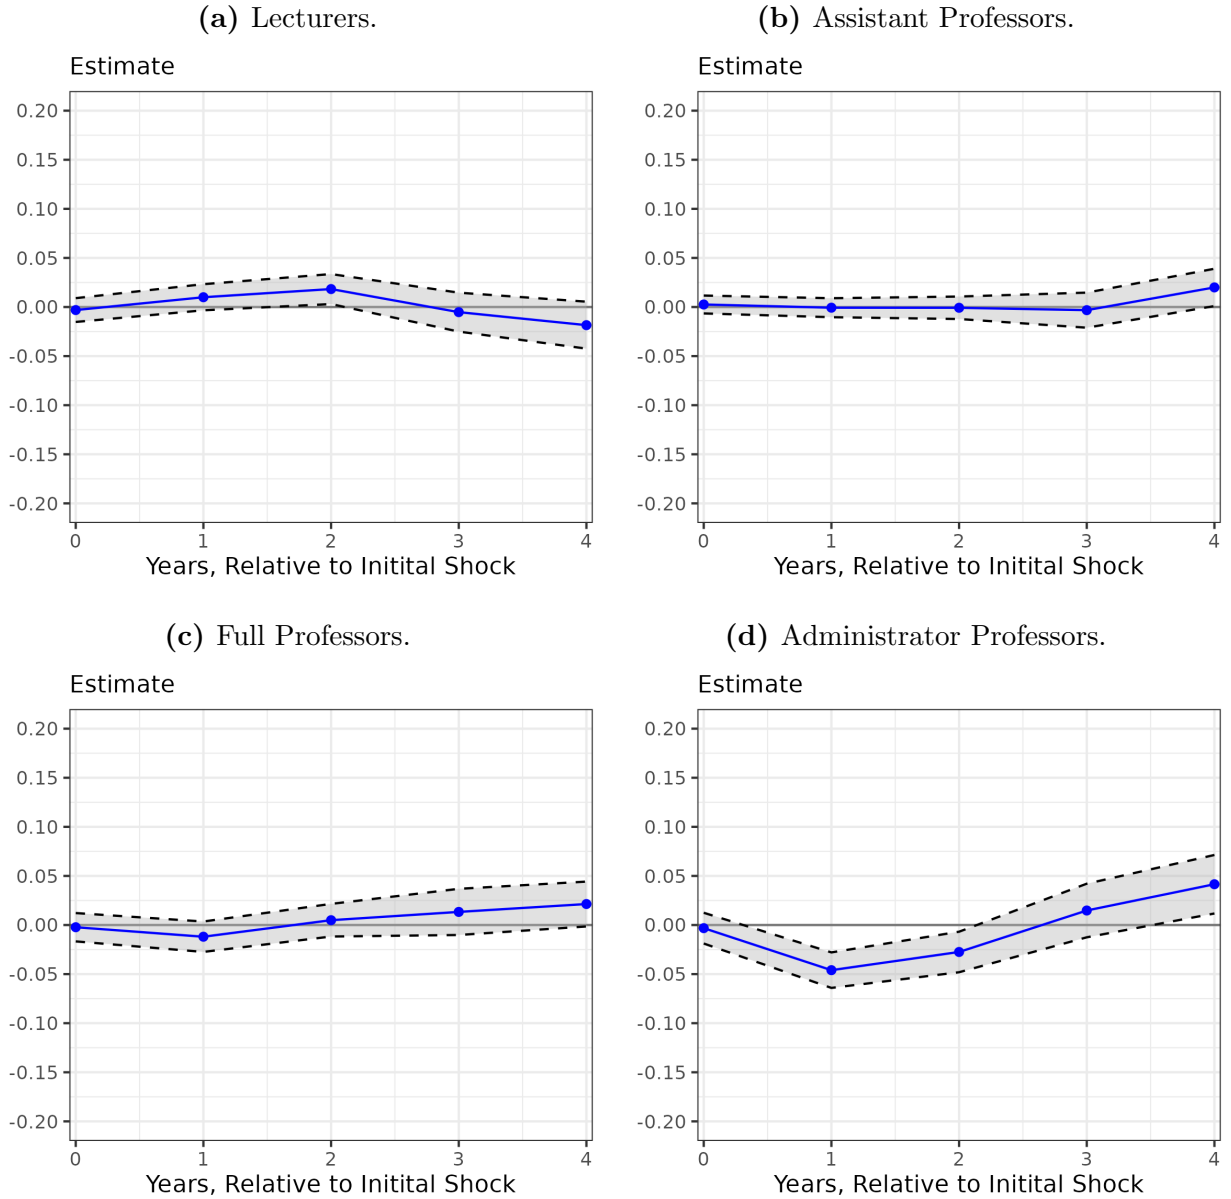 (a) Lecturers.
Estimate
0.20
0.15
0.10
0.05
0.00
-0.05
-0.10
-0.15
-0.20
0 1 2 3 4
Years, Relative to Initital Shock
(b) Assistant Professors.
Estimate
0.20
0.15
0.10
0.05
0.00
-0.05
-0.10
-0.15
-0.20
0 1 2 3 4
Years, Relative to Initital Shock
(c) Full Professors.
Estimate
0.20
0.15
0.10
0.05
0.00
-0.05
-0.10
-0.15
-0.20
0 1 2 3 4
Years, Relative to Initital Shock
(d) Administrator Professors.
Estimate
0.20
0.15
0.10
0.05
0.00
-0.05
-0.10
-0.15
-0.20
0 1 2 3 4
Years, Relative to Initital Shock